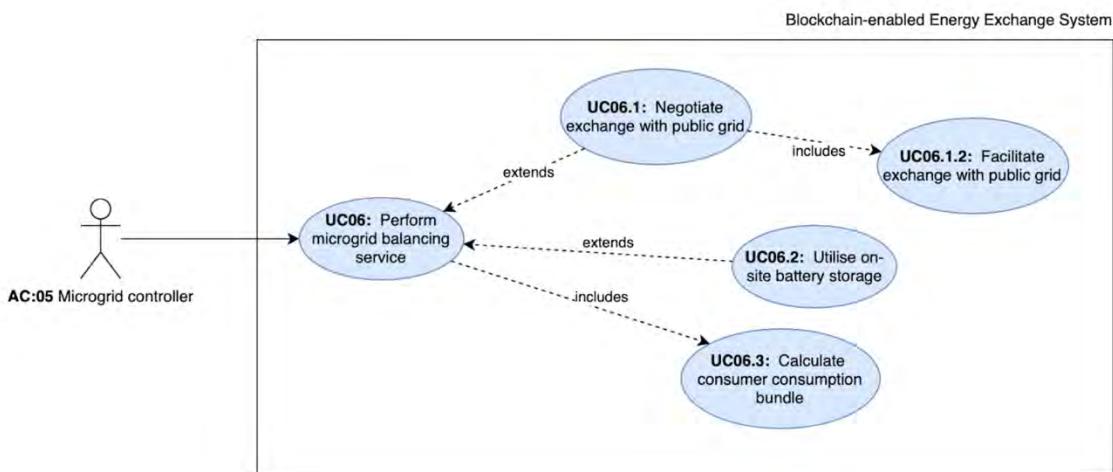 Blockchain-enabled Energy Exchange System
UC06.1: Negotiate
exchange with public grid
includes
UC06.1.2: Facilitate
exchange with public grid
extends
UC06: Perform
microgrid balancing
service
extends
UC06.2: Utilise on-
site battery storage
AC:05 Microgrid controller
includes
UC06.3: Calculate
consumer consumption
bundle